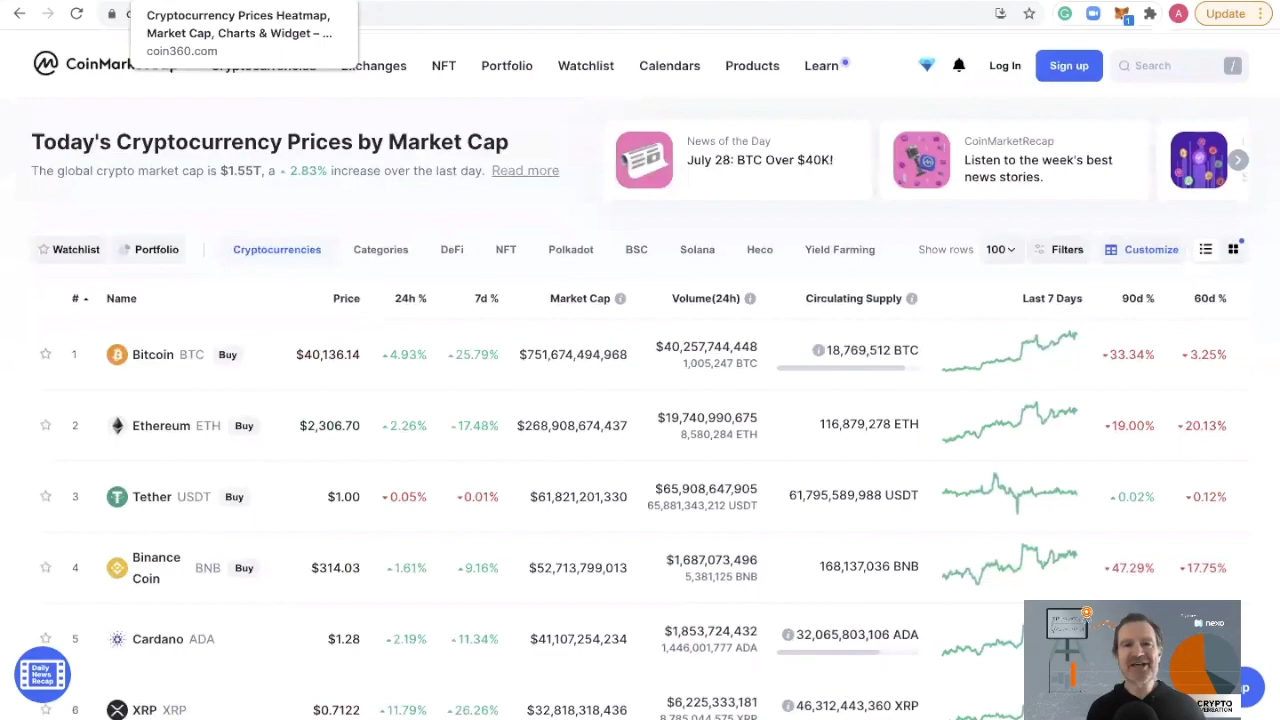 Cryptocurrency Prices Heatmap,
Market Cap, Charts & Widget – ...
coin360.com
A
1
Update
Exchanges NFT Portfolio Watchlist Calendars Products Learn
Log In Sign up Search /
Today's Cryptocurrency Prices by Market Cap
The global crypto market cap is $1.55T, a 2.83% increase over the last day. Read more
News of the Day
July 28: BTC Over $40K!
CoinMarketRecap
Listen to the week's best
news stories.
Watchlist Portfolio Cryptocurrencies Categories DeFi NFT Polkadot BSC Solana Heco Yield Farming Show rows 100 Filters Customize
# Name Price 24h % 7d % Market Cap Volume(24h) Circulating Supply Last 7 Days 90d % 60d %
1 Bitcoin BTC Buy $40,136.14 4.93% 25.79% $751,674,494,968 $40,257,744,448 18,769,512 BTC 33.34% 3.25%
1,005,247 BTC
2 Ethereum ETH Buy $2,306.70 2.26% 17.48% $268,908,674,437 $19,740,990,675 116,879,278 ETH 19.00% 20.13%
8,580,284 ETH
3 Tether USDT Buy $1.00 0.05% 0.01% $61,821,201,330 $65,908,647,905 61,795,589,988 USDT 0.02% 0.12%
65,881,343,212 USDT
4 Binance Coin BNB Buy $314.03 1.61% 9.16% $52,713,799,013 $1,687,073,496 168,137,036 BNB 47.29% 17.75%
5,381,125 BNB
5 Cardano ADA $1.28 2.19% 11.34% $41,107,254,234 $1,853,724,432 32,065,803,106 ADA
1,446,001,777 ADA
6 XRP XRP $0.7122 11.79% 26.26% $32,818,318,436 $6,225,333,181 46,312,443,360 XRP
8,785,044,575 XRP
Daily
News
Recap
nexo
CRYPTO